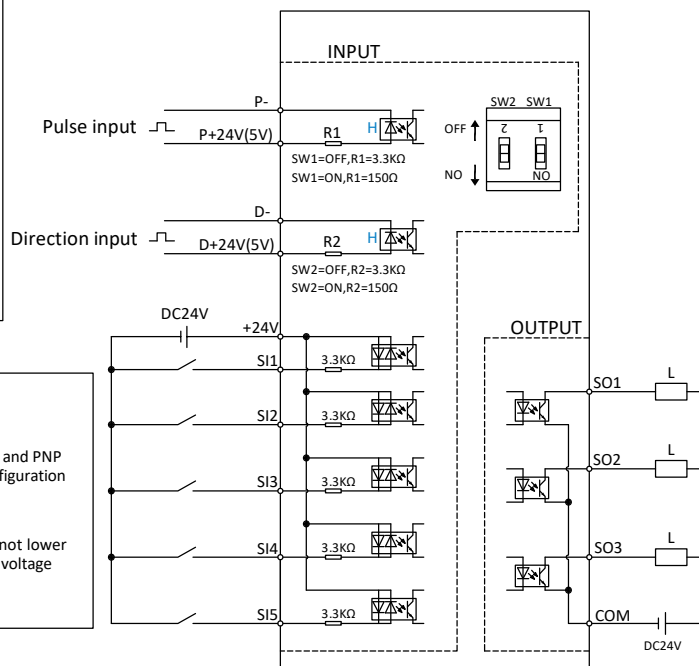 INPUT
P-
Pulse input
P+24V(5V)
R1
H
SW1=OFF,R1=3.3KΩ
SW1=ON,R1=150Ω
SW2 SW1
OFF
2 1
NO
NO
D-
Direction input
D+24V(5V)
R2
H
SW2=OFF,R2=3.3KΩ
SW2=ON,R2=150Ω
DC24V
+24V
OUTPUT
SI1
3.3KΩ
SO1
L
SI2
3.3KΩ
and PNP
figuration
SO2
L
SI3
3.3KΩ
not lower
voltage
SI4
3.3KΩ
SO3
L
SI5
3.3KΩ
COM
DC24V